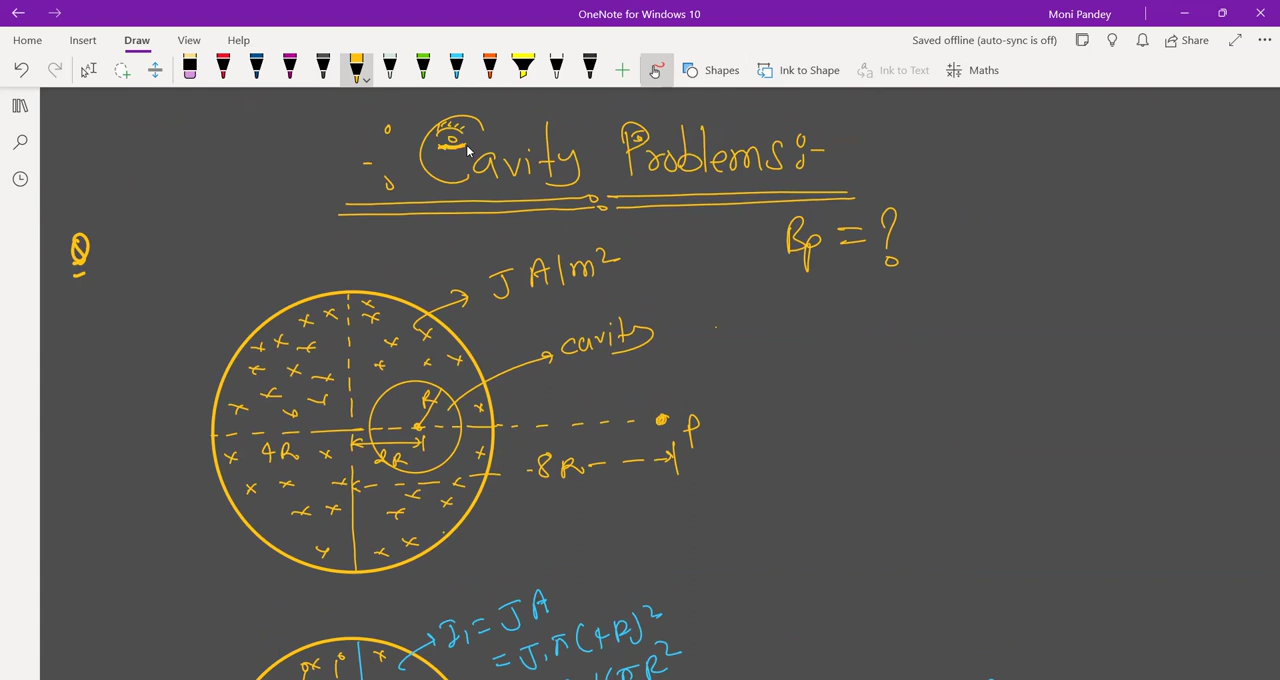 OneNote for Windows 10
Moni Pandey
Home Insert Draw View Help
Saved offline (auto-sync is off)
Share
Shapes
Ink to Shape
Ink to Text
Maths
-: Cavity Problems :-
Bp = ?
Q
J A/m²
cavity
R
P
4R
2R
8R
I₁ = JA
= J, π(4R)²
πR²